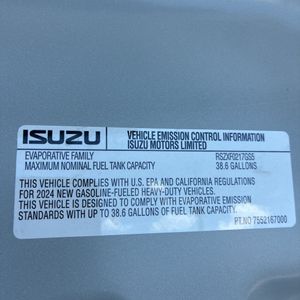 ISUZU
VEHICLE EMISSION CONTROL INFORMATION
ISUZU MOTORS LIMITED
EVAPORATIVE FAMILY RSZXF0217GS5
MAXIMUM NOMINAL FUEL TANK CAPACITY 38.6 GALLONS
THIS VEHICLE COMPLIES WITH U.S. EPA AND CALIFORNIA REGULATIONS
FOR 2024 NEW GASOLINE-FUELED HEAVY-DUTY VEHICLES.
THIS VEHICLE IS DESIGNED TO COMPLY WITH EVAPORATIVE EMISSION
STANDARDS WITH UP TO 38.6 GALLONS OF FUEL TANK CAPACITY.
PT.NO 7552167000